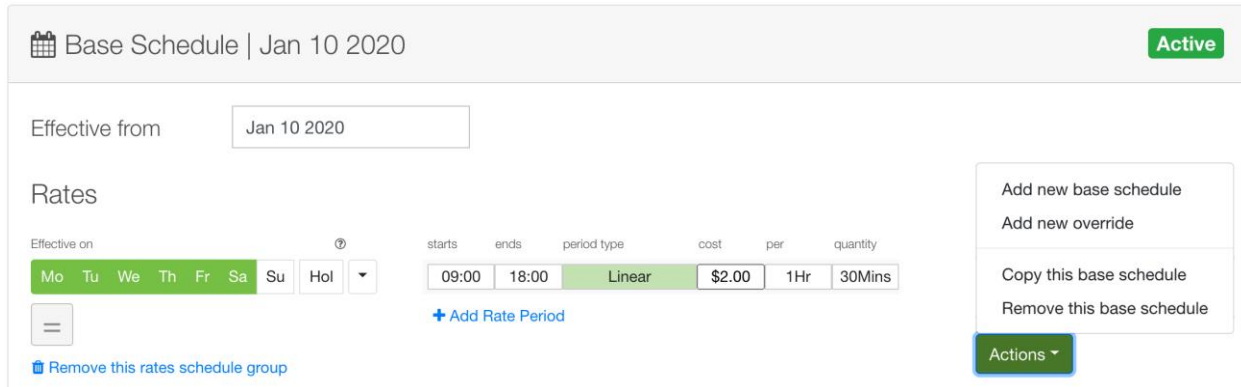 Base Schedule | Jan 10 2020 Active
Effective from Jan 10 2020
Rates
Effective on starts ends period type cost per quantity
Mo Tu We Th Fr Sa Su Hol 09:00 18:00 Linear $2.00 1Hr 30Mins
+ Add Rate Period
Remove this rates schedule group
Add new base schedule
Add new override
Copy this base schedule
Remove this base schedule
Actions